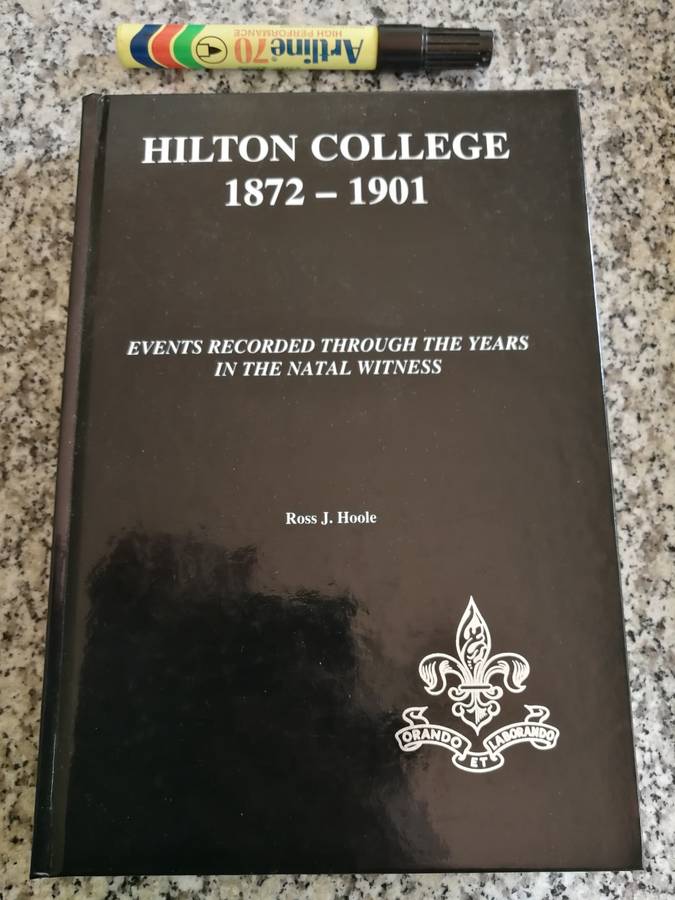 Artline 70
HIGH PERFORMANCE
HILTON COLLEGE
1872 – 1901
EVENTS RECORDED THROUGH THE YEARS
IN THE NATAL WITNESS
Ross J. Hoole
ORANDO ET LABORANDO